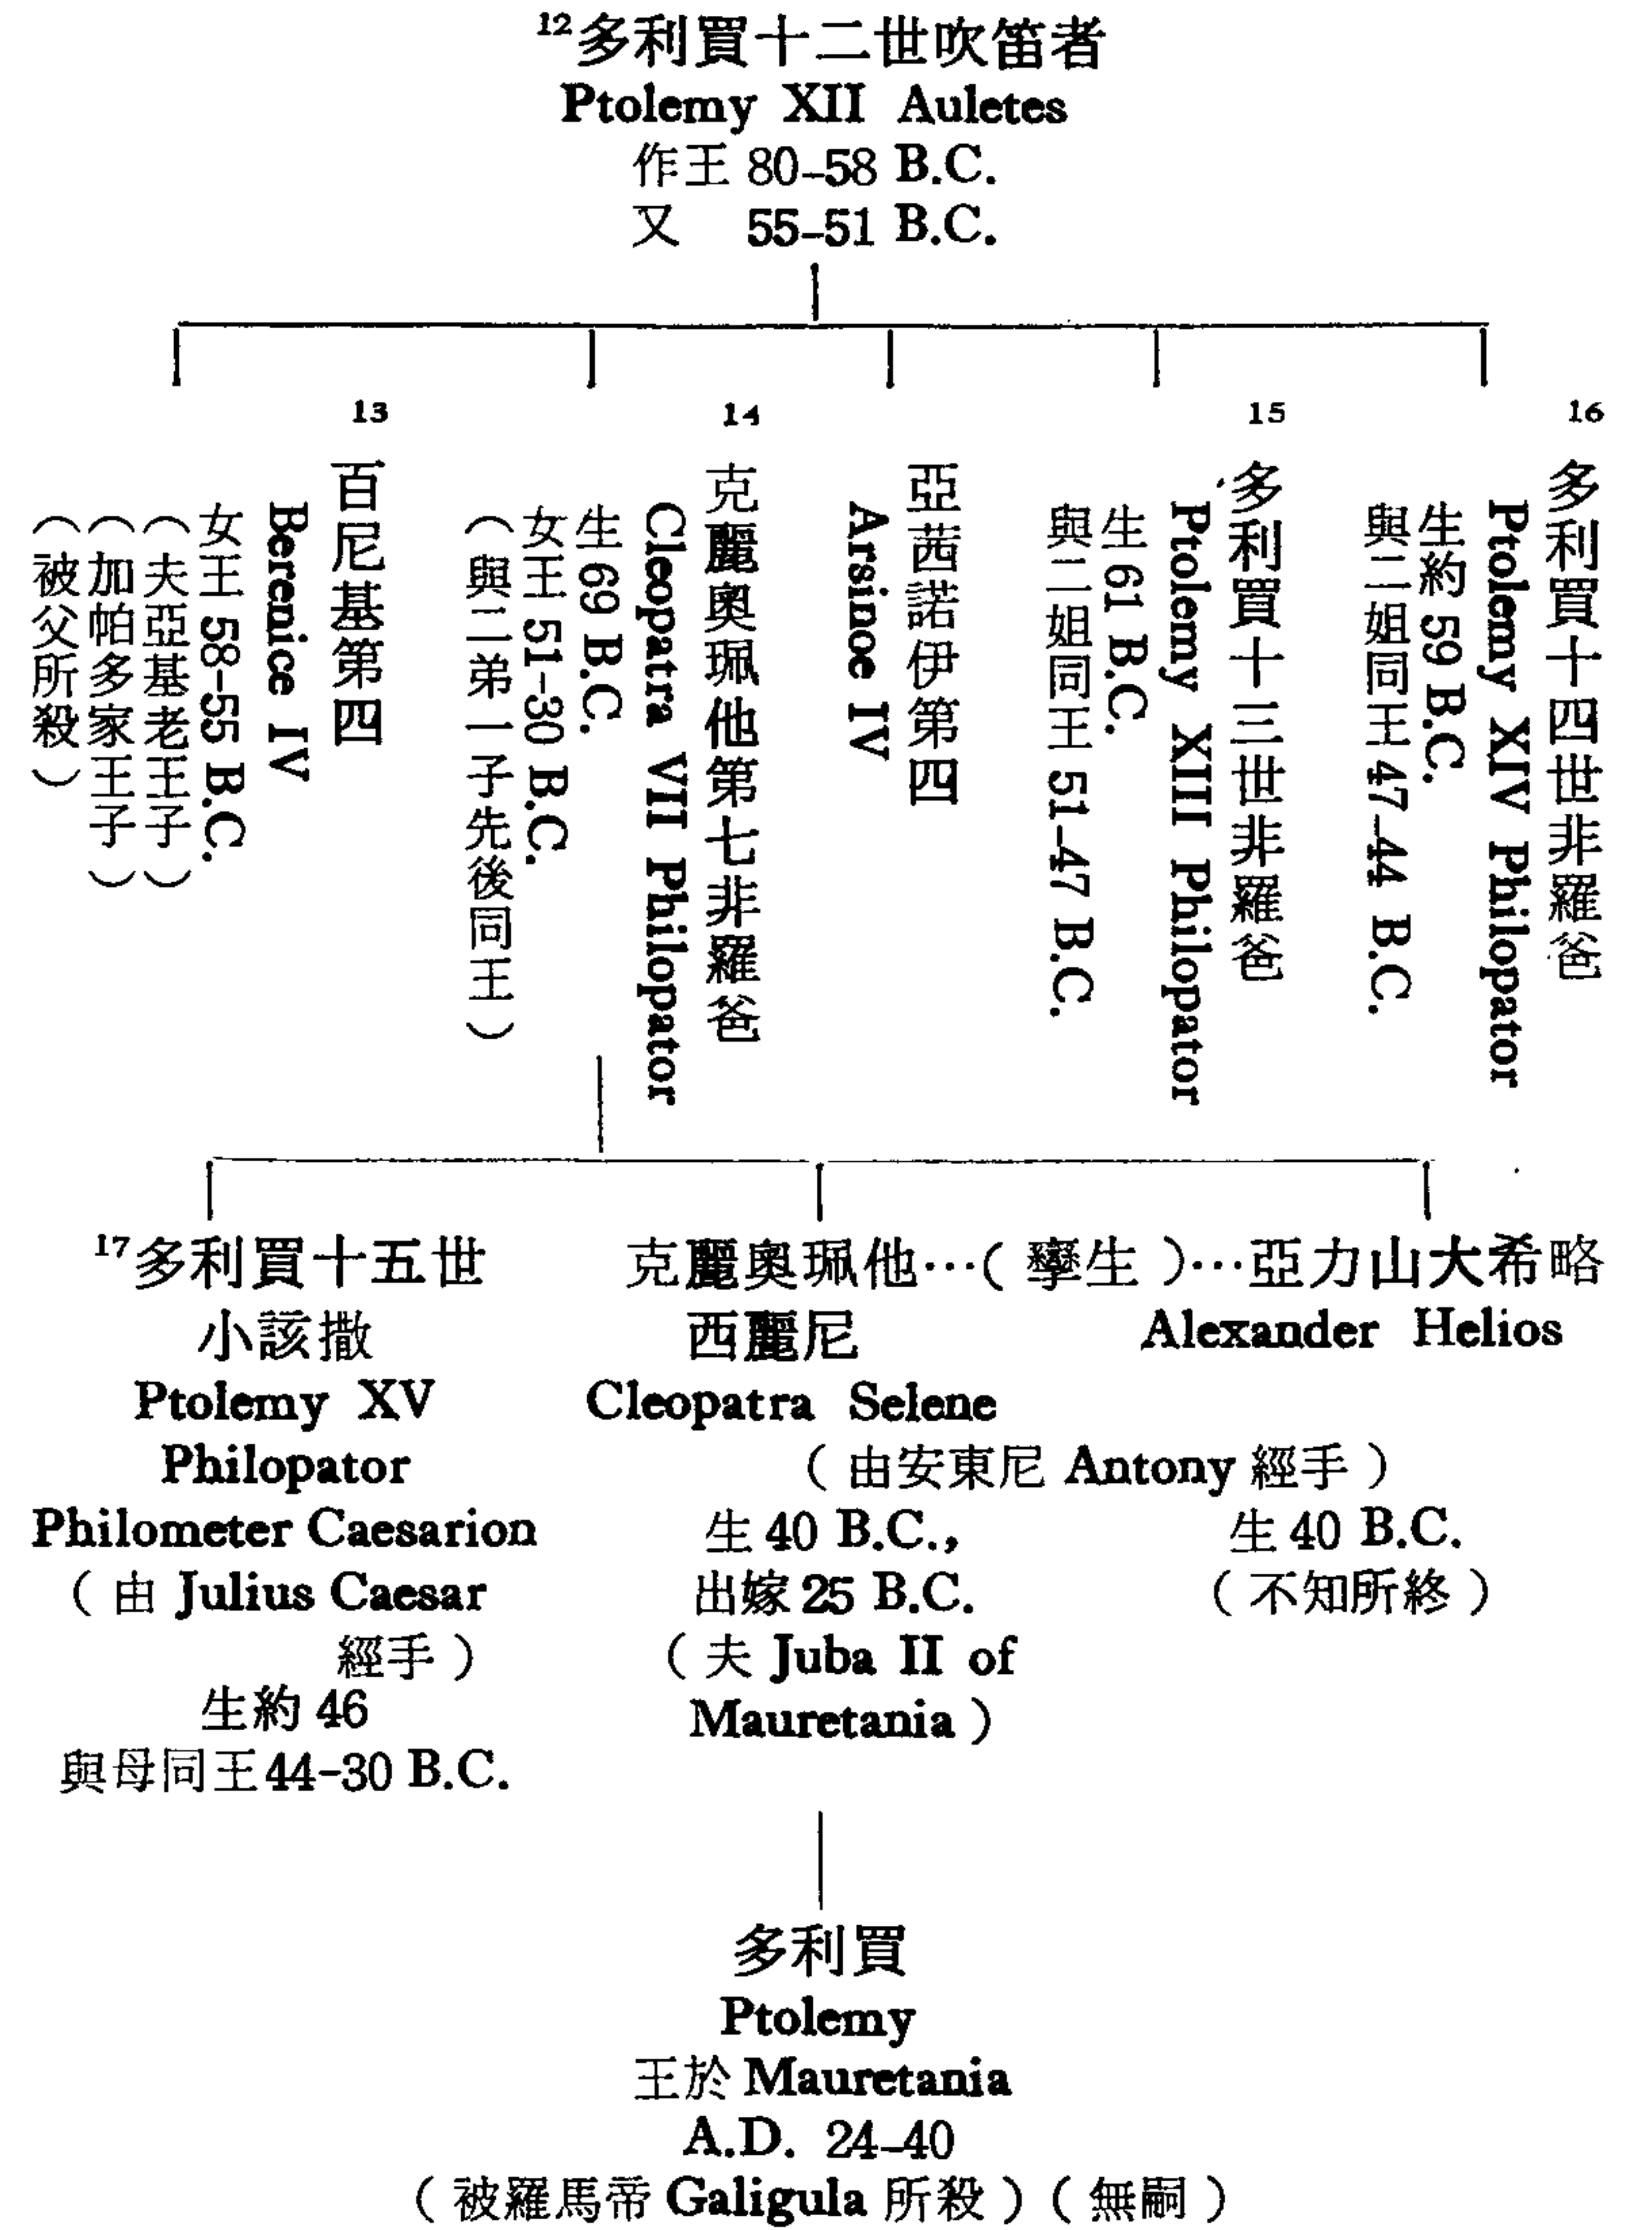 12多利買十二世吹笛者
Ptolemy XII Auletes
作王 80-58 B.C.
又 55-51 B.C.
13
百尼基第四
Berenice IV
女王 58-55 B.C.
（夫亞基老王子）
（加帕多家王子）
（被父所殺）
14
克麗奧珮他第七非羅爸
Cleopatra VII Philopator
生 69 B.C.
女王 51-30 B.C.
（與二弟一子先後同王）
亞茜諾伊第四
Arsinoe IV
15
多利買十三世非羅爸
Ptolemy XIII Philopator
生 61 B.C.
與二姐同王 51-47 B.C.
16
多利買十四世非羅爸
Ptolemy XIV Philopator
生約 59 B.C.
與二姐同王 47-44 B.C.
17多利買十五世
小該撒
Ptolemy XV
Philopator
Philometer Caesarion
（由 Julius Caesar
經手）
生約 46
與母同王 44-30 B.C.
克麗奧珮他…（孿生）…亞力山大希略
西麗尼
Alexander Helios
Cleopatra Selene
（由安東尼 Antony 經手）
生 40 B.C.,
出嫁 25 B.C.
（夫 Juba II of
Mauretania）
生 40 B.C.
（不知所終）
多利買
Ptolemy
王於 Mauretania
A.D. 24-40
（被羅馬帝 Galigula 所殺）（無嗣）